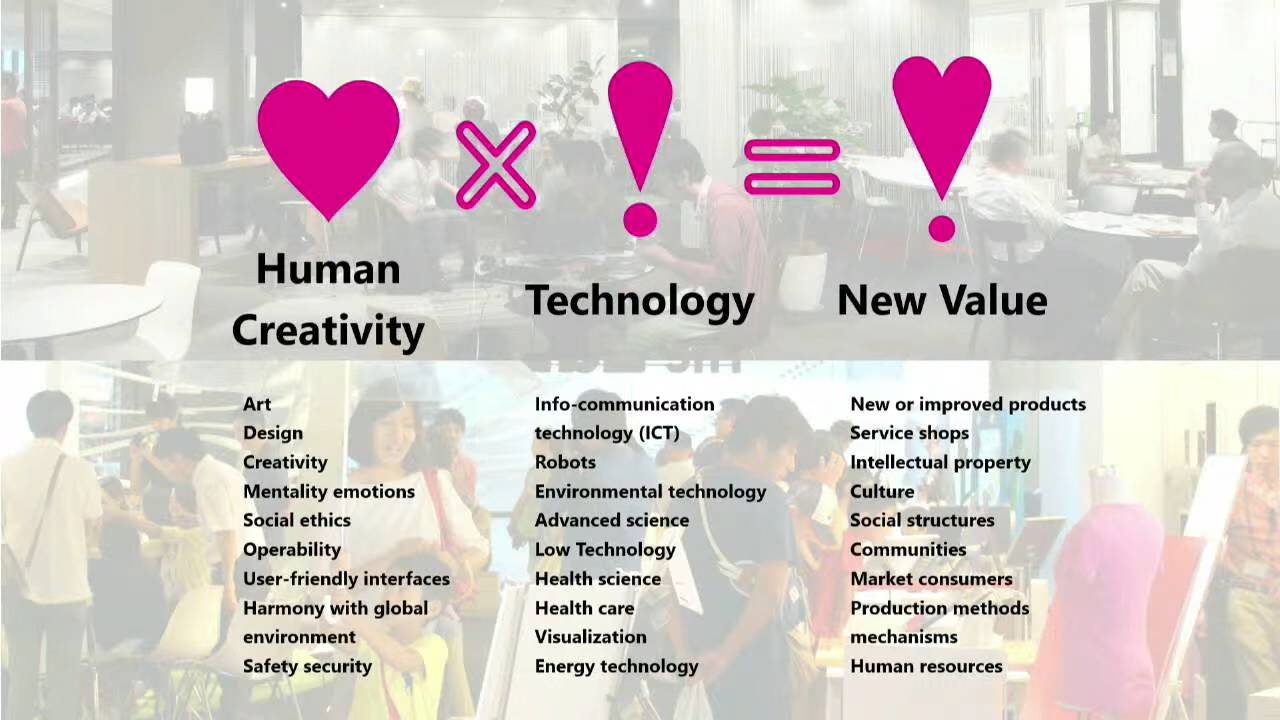 Human
Creativity
Technology
New Value
Art
Design
Creativity
Mentality emotions
Social ethics
Operability
User-friendly interfaces
Harmony with global
environment
Safety security
Info-communication
technology (ICT)
Robots
Environmental technology
Advanced science
Low Technology
Health science
Health care
Visualization
Energy technology
New or improved products
Service shops
Intellectual property
Culture
Social structures
Communities
Market consumers
Production methods
mechanisms
Human resources